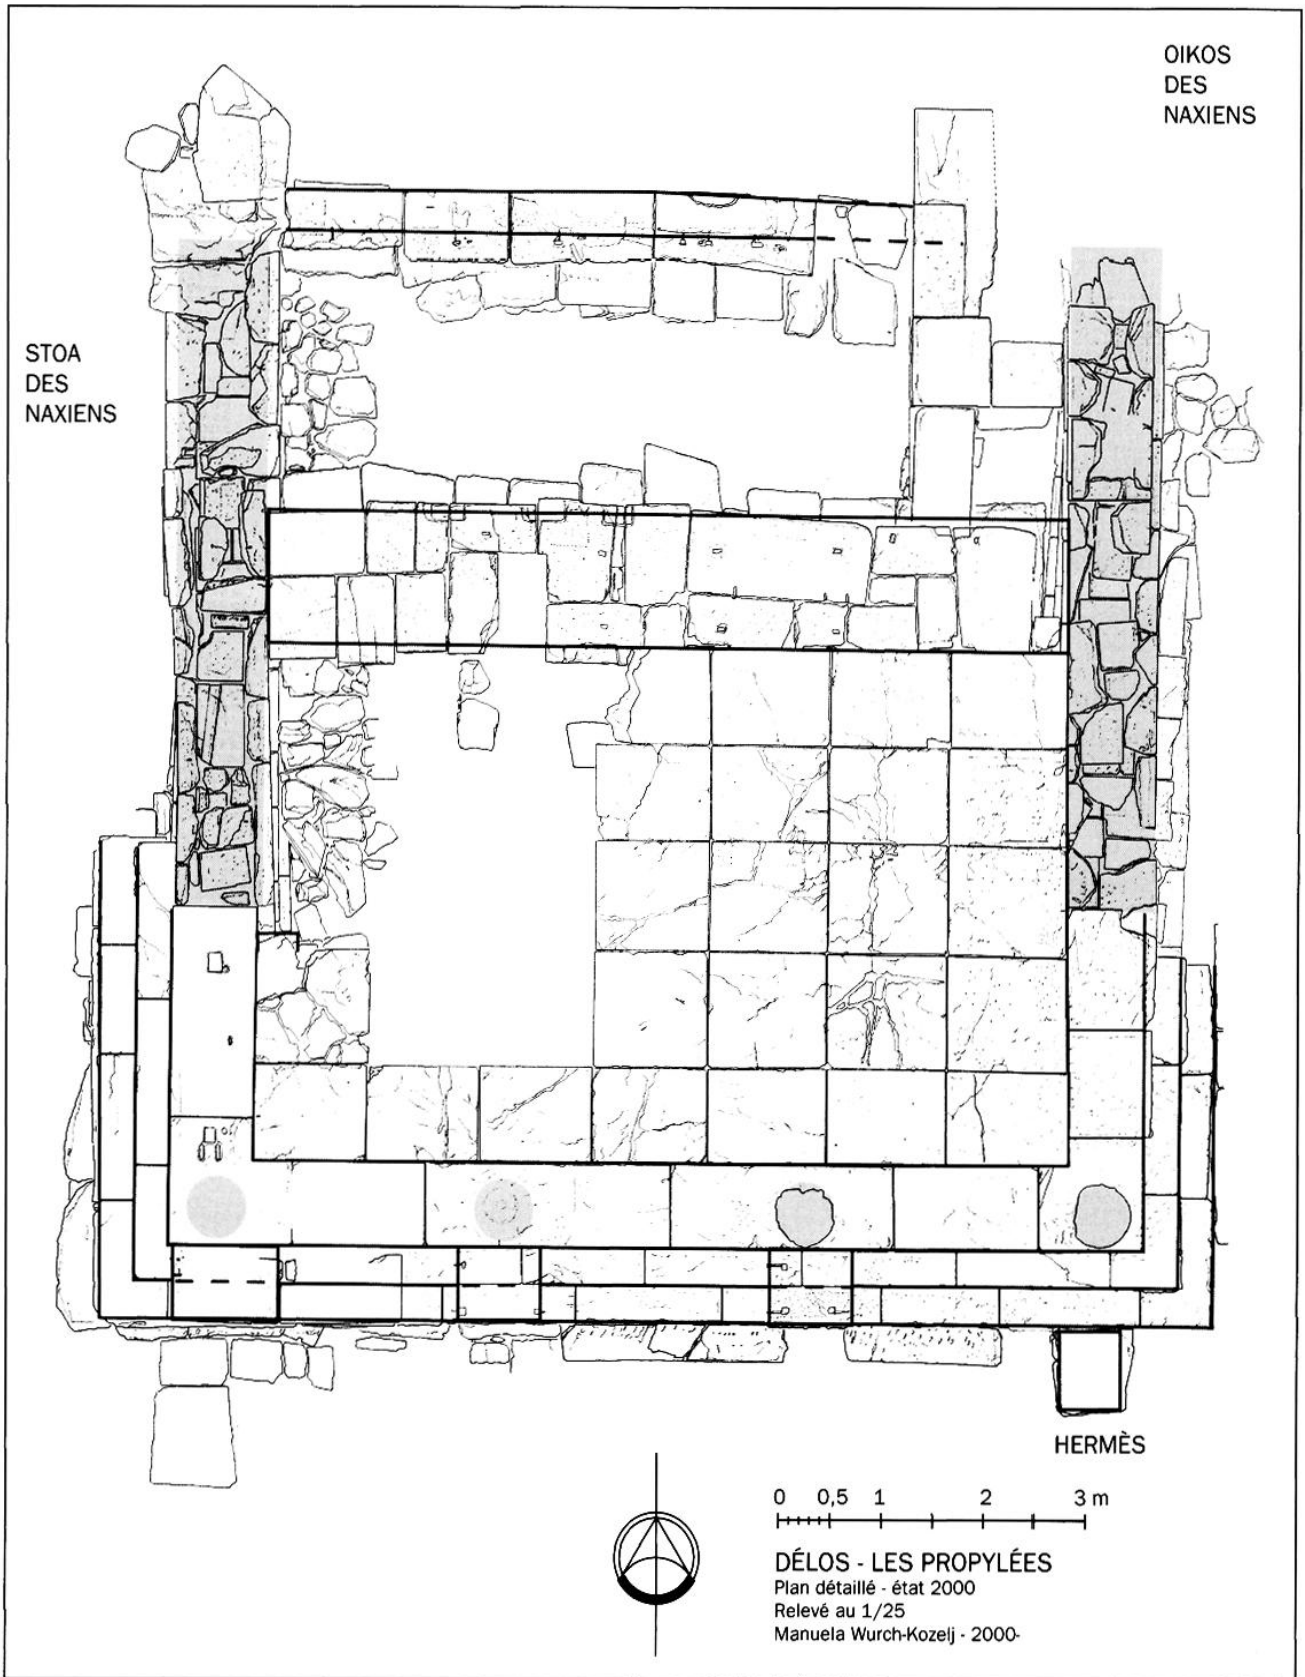 OIKOS
DES
NAXIENS
STOA
DES
NAXIENS
HERMÈS
0 0,5 1 2 3 m
DÉLOS - LES PROPYLÉES
Plan détaillé - état 2000
Relevé au 1/25
Manuela Wurch-Kozelj - 2000-